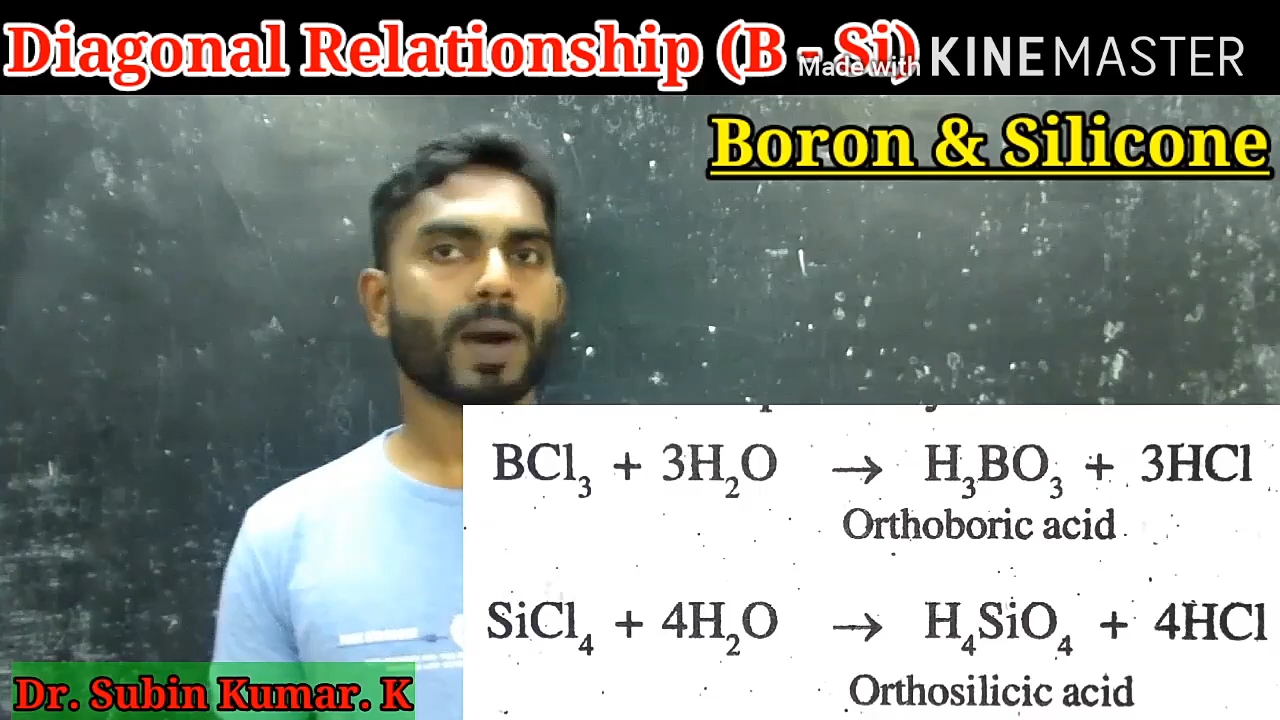 Diagonal Relationship (B - Si)
Made with KINEMASTER
Boron & Silicone
BCl₃ + 3H₂O → H₃BO₃ + 3HCl
Orthoboric acid
SiCl₄ + 4H₂O → H₄SiO₄ + 4HCl
Orthosilicic acid
Dr. Subin Kumar. K